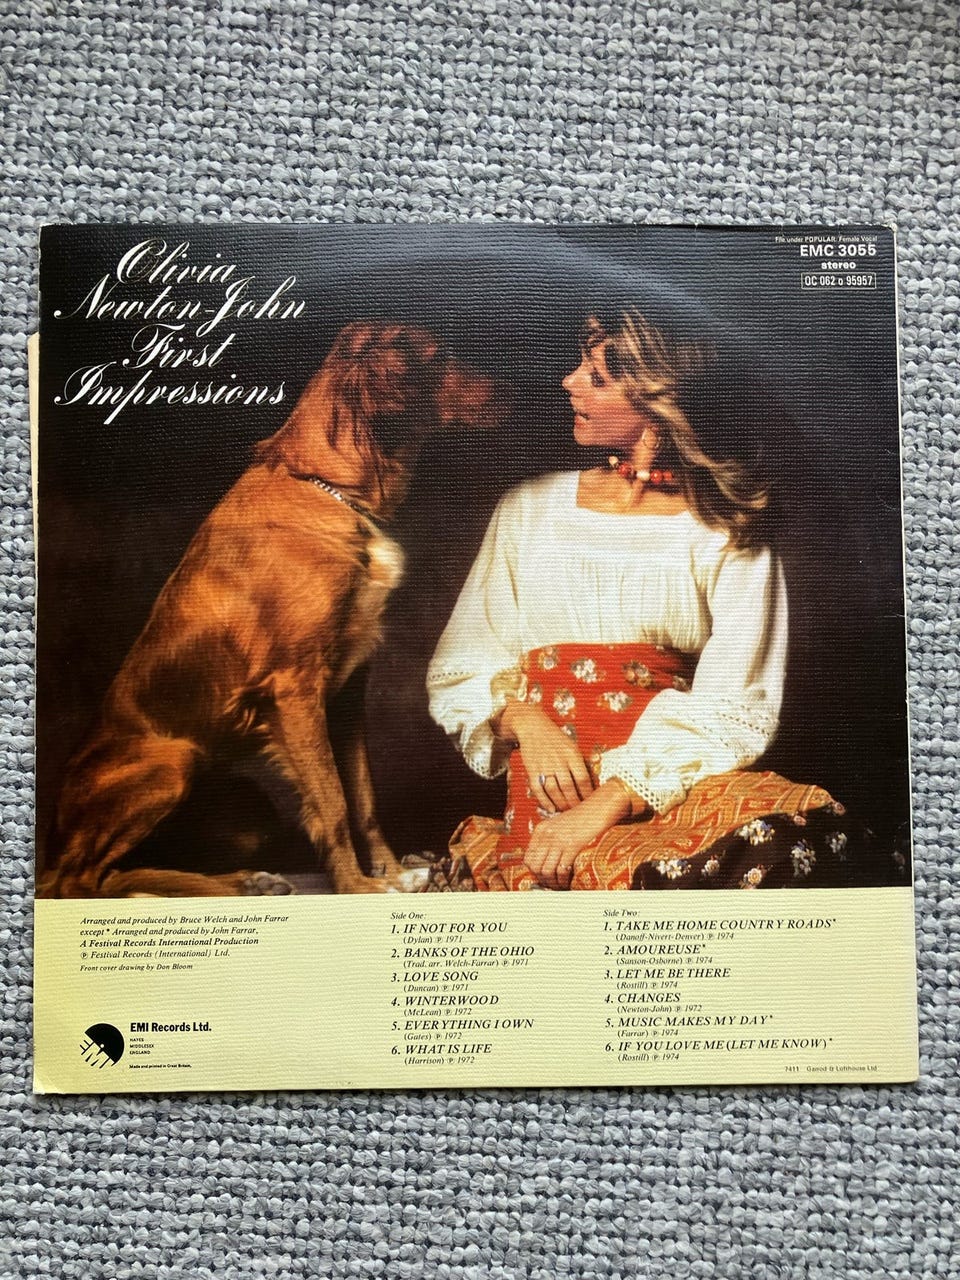 Olivia
Newton-John
First
Impressions
File under POPULAR: Female Vocal
EMC 3055
stereo
OC 062 o 95957
Arranged and produced by Bruce Welch and John Farrar
except * Arranged and produced by John Farrar,
A Festival Records International Production
℗ Festival Records (International) Ltd.
Front cover drawing by Don Bloom
EMI
EMI Records Ltd.
HAYES
MIDDLESEX
ENGLAND
Made and printed in Great Britain,
Side One:
1. IF NOT FOR YOU
(Dylan) ℗ 1971
2. BANKS OF THE OHIO
(Trad. arr. Welch-Farrar) ℗ 1971
3. LOVE SONG
(Duncan) ℗ 1971
4. WINTERWOOD
(McLean) ℗ 1972
5. EVERYTHING I OWN
(Gates) ℗ 1972
6. WHAT IS LIFE
(Harrison) ℗ 1972
Side Two:
1. TAKE ME HOME COUNTRY ROADS*
(Danoff-Nivert-Denver) ℗ 1974
2. AMOUREUSE*
(Sanson-Osborne) ℗ 1974
3. LET ME BE THERE
(Rostill) ℗ 1974
4. CHANGES
(Newton-John) ℗ 1972
5. MUSIC MAKES MY DAY*
(Farrar) ℗ 1974
6. IF YOU LOVE ME (LET ME KNOW)*
(Rostill) ℗ 1974
7411 Garrod & Lofthouse Ltd